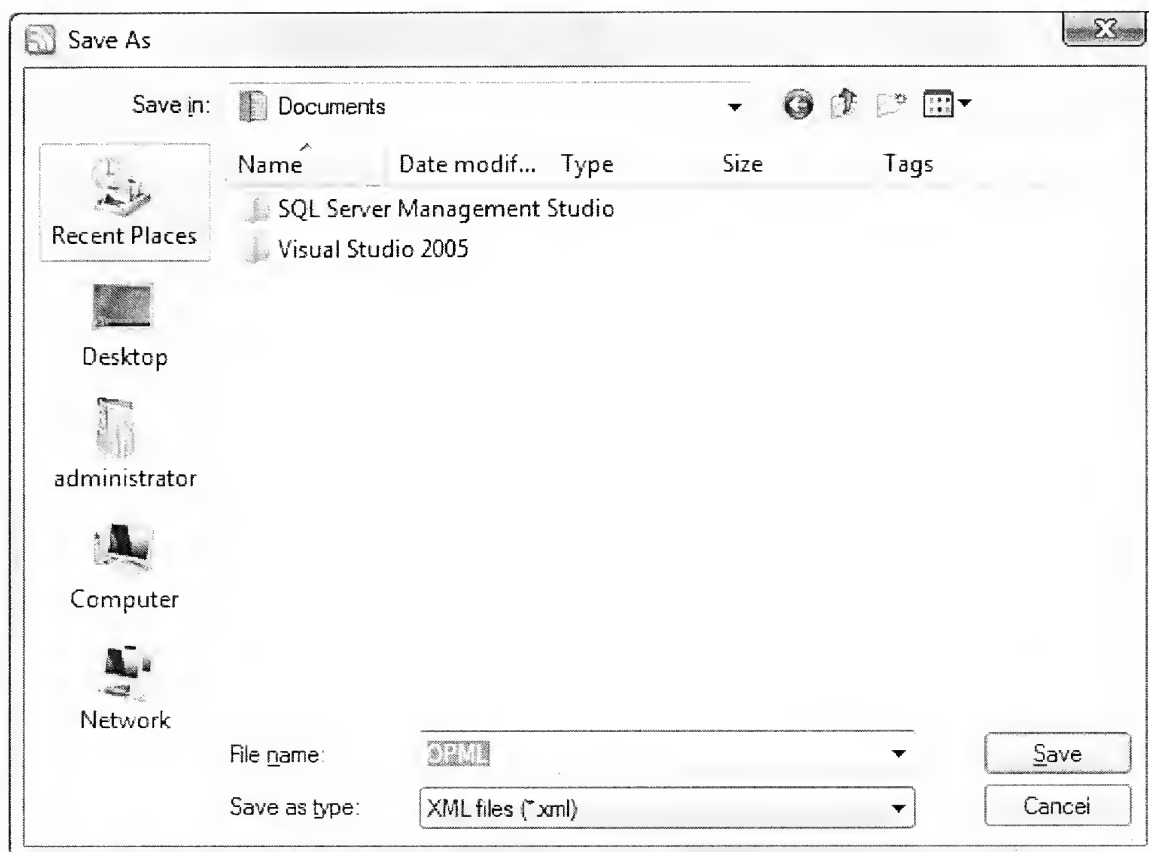 Save As
Save in: Documents
Name Date modif... Type Size Tags
SQL Server Management Studio
Visual Studio 2005
Recent Places
Desktop
administrator
Computer
Network
File name: OPML Save
Save as type: XML files (*.xml) Cancel